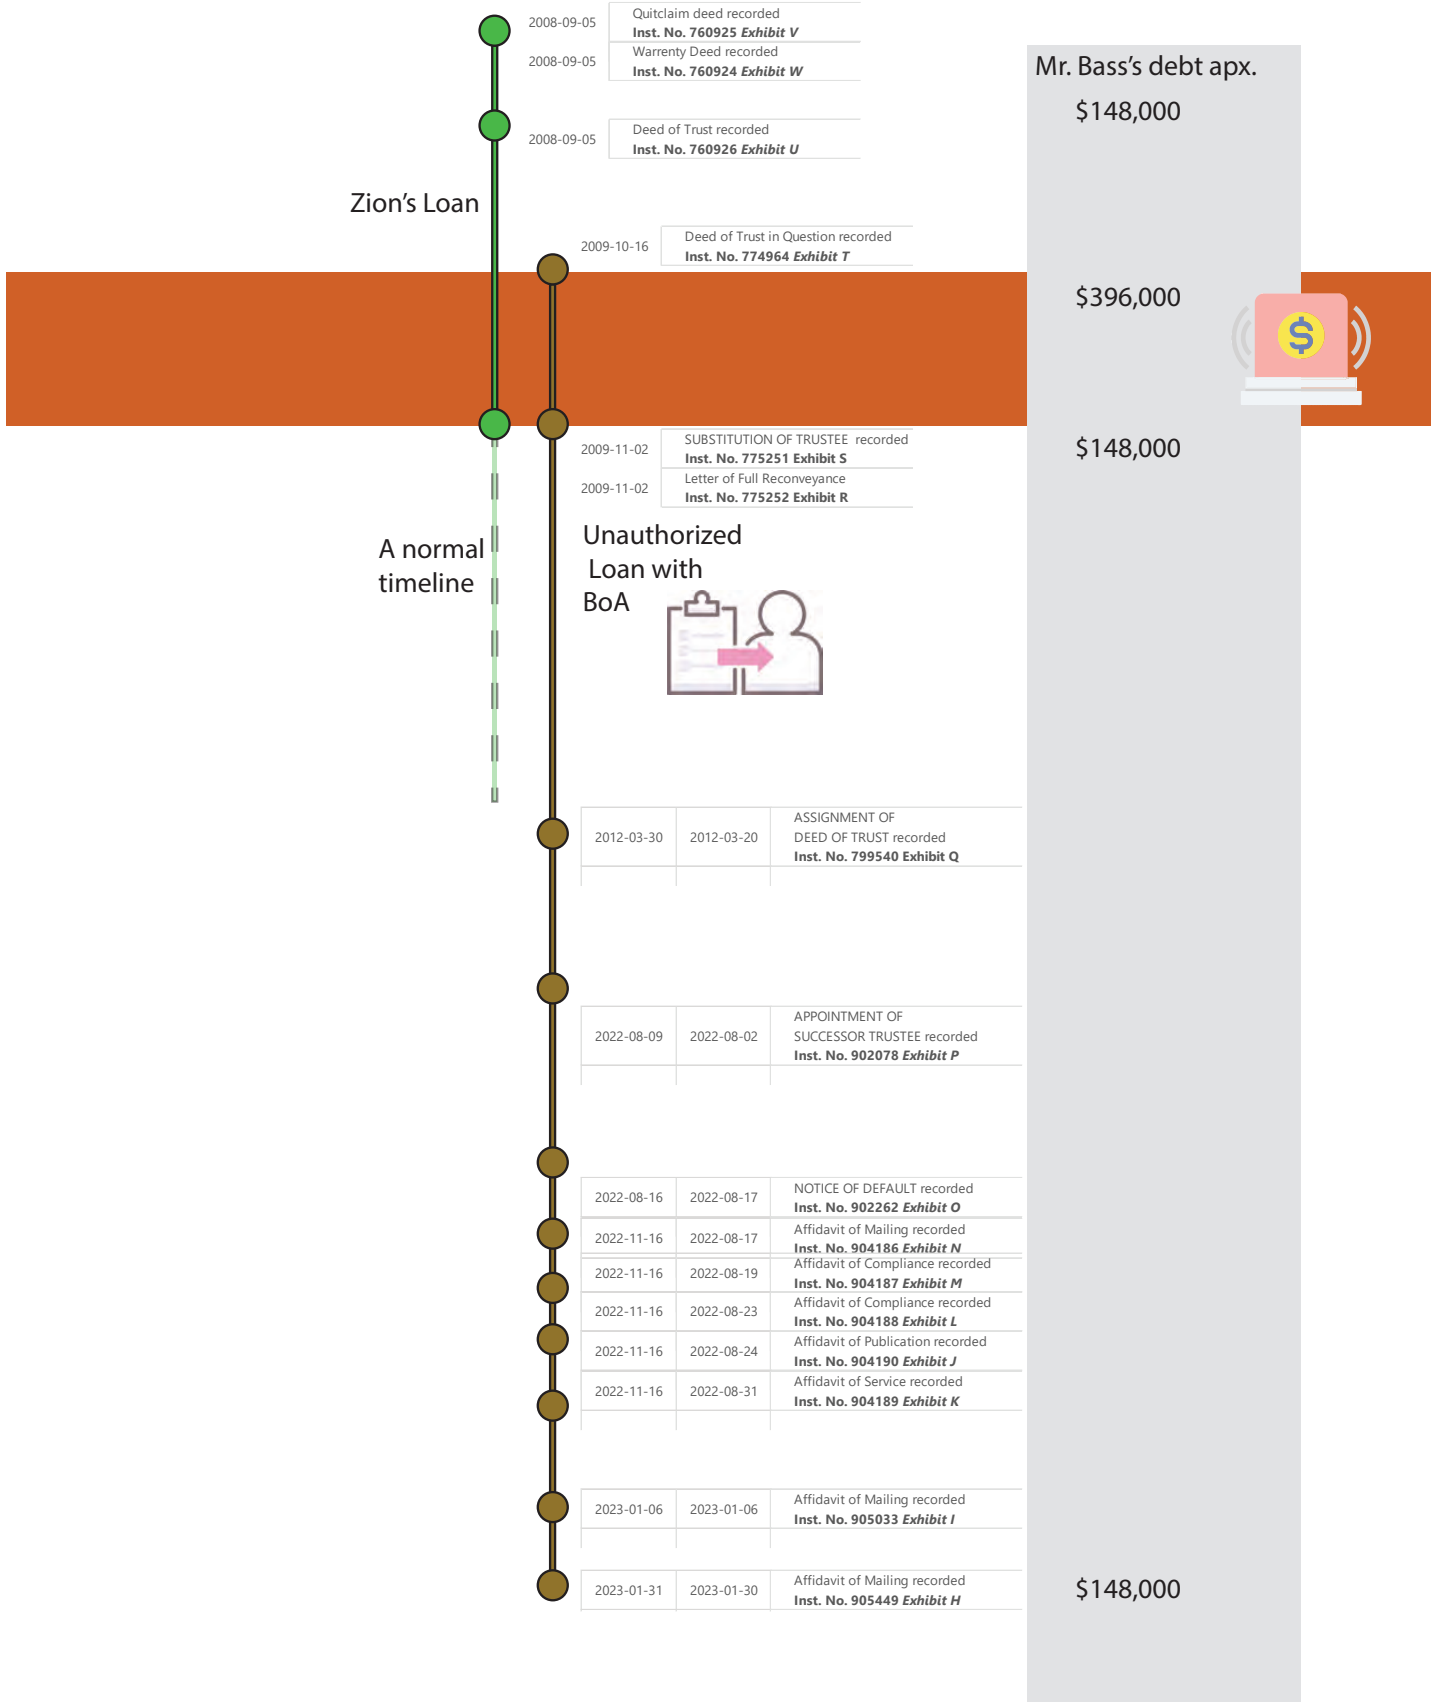 2008-09-05
Quitclaim deed recorded
Inst. No. 760925 Exhibit V
2008-09-05
Warrenty Deed recorded
Inst. No. 760924 Exhibit W
Mr. Bass's debt apx.
$148,000
2008-09-05
Deed of Trust recorded
Inst. No. 760926 Exhibit U
Zion's Loan
2009-10-16
Deed of Trust in Question recorded
Inst. No. 774964 Exhibit T
$396,000
$
2009-11-02
SUBSTITUTION OF TRUSTEE recorded
Inst. No. 775251 Exhibit S
$148,000
2009-11-02
Letter of Full Reconveyance
Inst. No. 775252 Exhibit R
A normal
timeline
Unauthorized
Loan with
BoA
2012-03-30
2012-03-20
ASSIGNMENT OF
DEED OF TRUST recorded
Inst. No. 799540 Exhibit Q
2022-08-09
2022-08-02
APPOINTMENT OF
SUCCESSOR TRUSTEE recorded
Inst. No. 902078 Exhibit P
2022-08-16
2022-08-17
NOTICE OF DEFAULT recorded
Inst. No. 902262 Exhibit O
2022-11-16
2022-08-17
Affidavit of Mailing recorded
Inst. No. 904186 Exhibit N
2022-11-16
2022-08-19
Affidavit of Compliance recorded
Inst. No. 904187 Exhibit M
2022-11-16
2022-08-23
Affidavit of Compliance recorded
Inst. No. 904188 Exhibit L
2022-11-16
2022-08-24
Affidavit of Publication recorded
Inst. No. 904190 Exhibit J
2022-11-16
2022-08-31
Affidavit of Service recorded
Inst. No. 904189 Exhibit K
2023-01-06
2023-01-06
Affidavit of Mailing recorded
Inst. No. 905033 Exhibit I
2023-01-31
2023-01-30
Affidavit of Mailing recorded
Inst. No. 905449 Exhibit H
$148,000